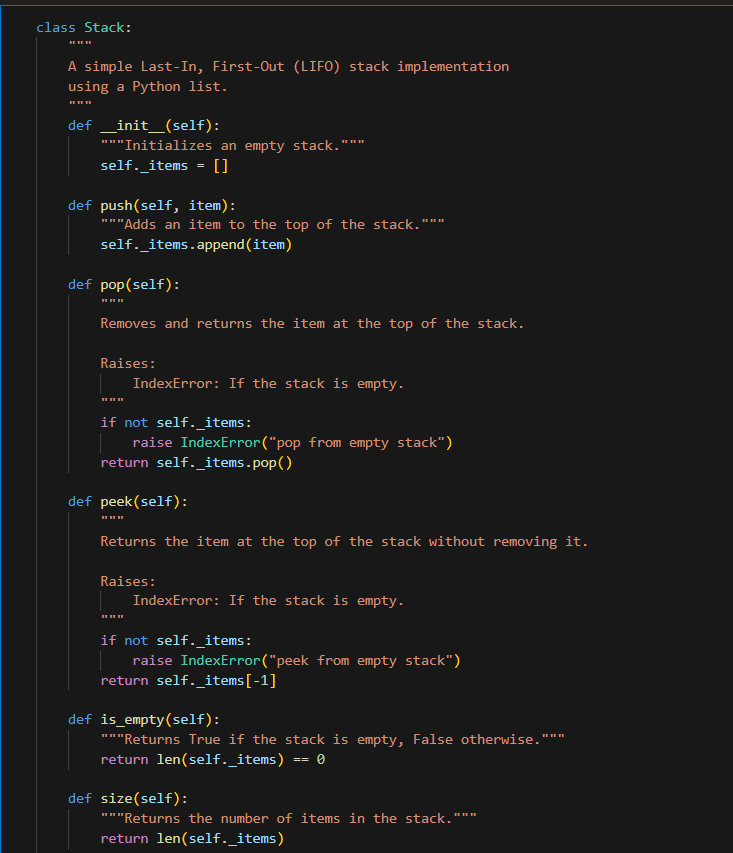 class Stack:
    """
    A simple Last-In, First-Out (LIFO) stack implementation
    using a Python list.
    """
    def __init__(self):
        """Initializes an empty stack."""
        self._items = []

    def push(self, item):
        """Adds an item to the top of the stack."""
        self._items.append(item)

    def pop(self):
        """
        Removes and returns the item at the top of the stack.

        Raises:
            IndexError: If the stack is empty.
        """
        if not self._items:
            raise IndexError("pop from empty stack")
        return self._items.pop()

    def peek(self):
        """
        Returns the item at the top of the stack without removing it.

        Raises:
            IndexError: If the stack is empty.
        """
        if not self._items:
            raise IndexError("peek from empty stack")
        return self._items[-1]

    def is_empty(self):
        """Returns True if the stack is empty, False otherwise."""
        return len(self._items) == 0

    def size(self):
        """Returns the number of items in the stack."""
        return len(self._items)